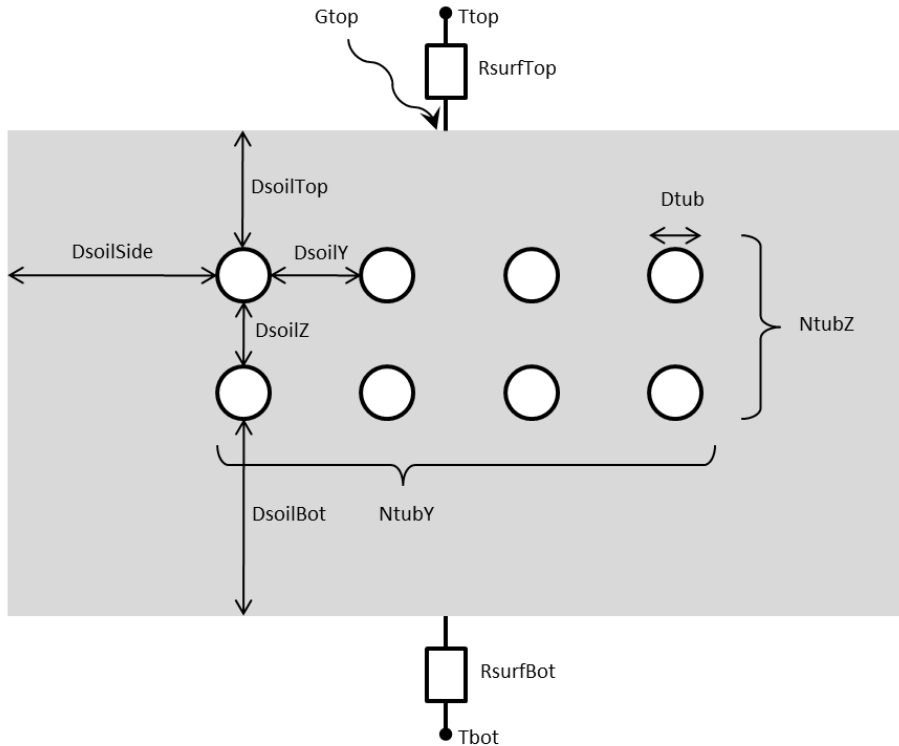 Gtop
Ttop
RsurfTop
DsoilTop
Dtub
DsoilSide
DsoilY
NtubZ
DsoilZ
DsoilBot
NtubY
RsurfBot
Tbot